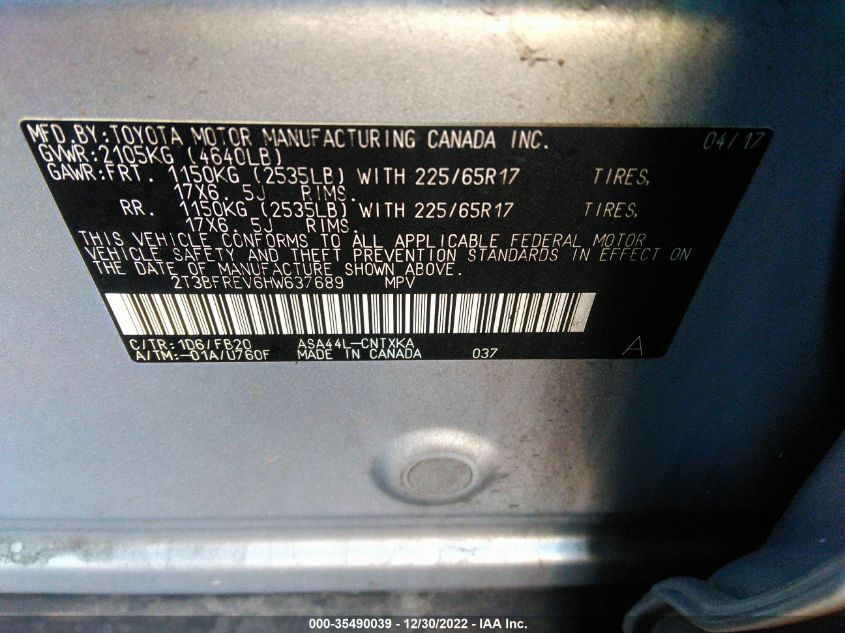 MFD.BY:TOYOTA MOTOR MANUFACTURING CANADA INC. 04/17
GVWR:2105KG (4640LB)
GAWR:FRT. 1150KG (2535LB) WITH 225/65R17 TIRES,
17X6.5J RIMS.
RR. 1150KG (2535LB) WITH 225/65R17 TIRES,
17X6.5J RIMS.
THIS VEHICLE CONFORMS TO ALL APPLICABLE FEDERAL MOTOR
VEHICLE SAFETY AND THEFT PREVENTION STANDARDS IN EFFECT ON
THE DATE OF MANUFACTURE SHOWN ABOVE.
2T3BFREV6HW637689 MPV
C/TR:1D6/FB20 ASA44L-CNTXKA
A/TM:-01A/U760F MADE IN CANADA 037 A
000-35490039 - 12/30/2022 - IAA Inc.